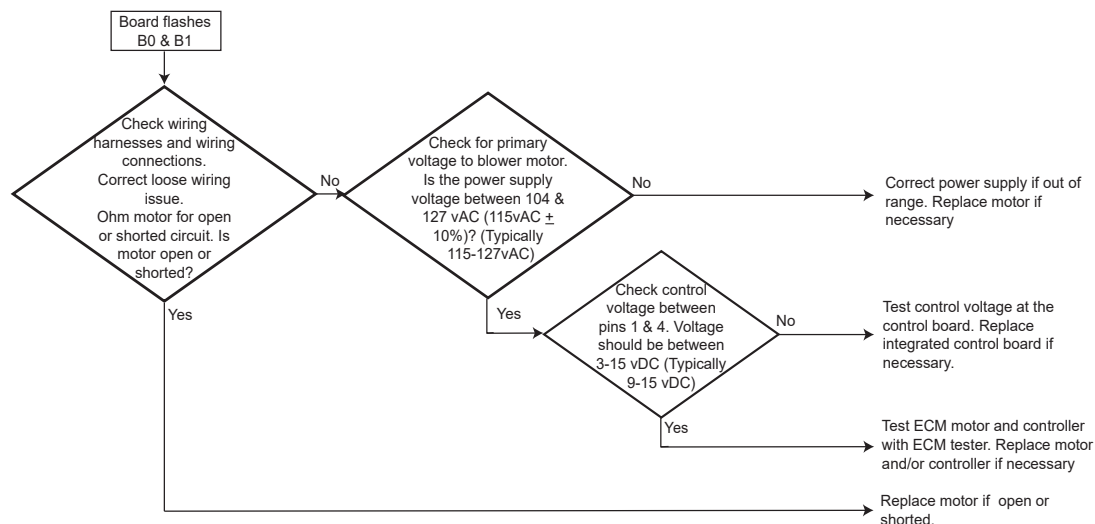 Board flashes
B0 & B1
Check wiring
harnesses and wiring
connections.
Correct loose wiring
issue.
Ohm motor for open
or shorted circuit. Is
motor open or
shorted?
No
Yes
Check for primary
voltage to blower motor.
Is the power supply
voltage between 104 &
127 vAC (115vAC ±
10%)? (Typically
115-127vAC)
No
Correct power supply if out of
range. Replace motor if
necessary
Yes
Check control
voltage between
pins 1 & 4. Voltage
should be between
3-15 vDC (Typically
9-15 vDC)
No
Test control voltage at the
control board. Replace
integrated control board if
necessary.
Yes
Test ECM motor and controller
with ECM tester. Replace motor
and/or controller if necessary
Replace motor if open or
shorted.